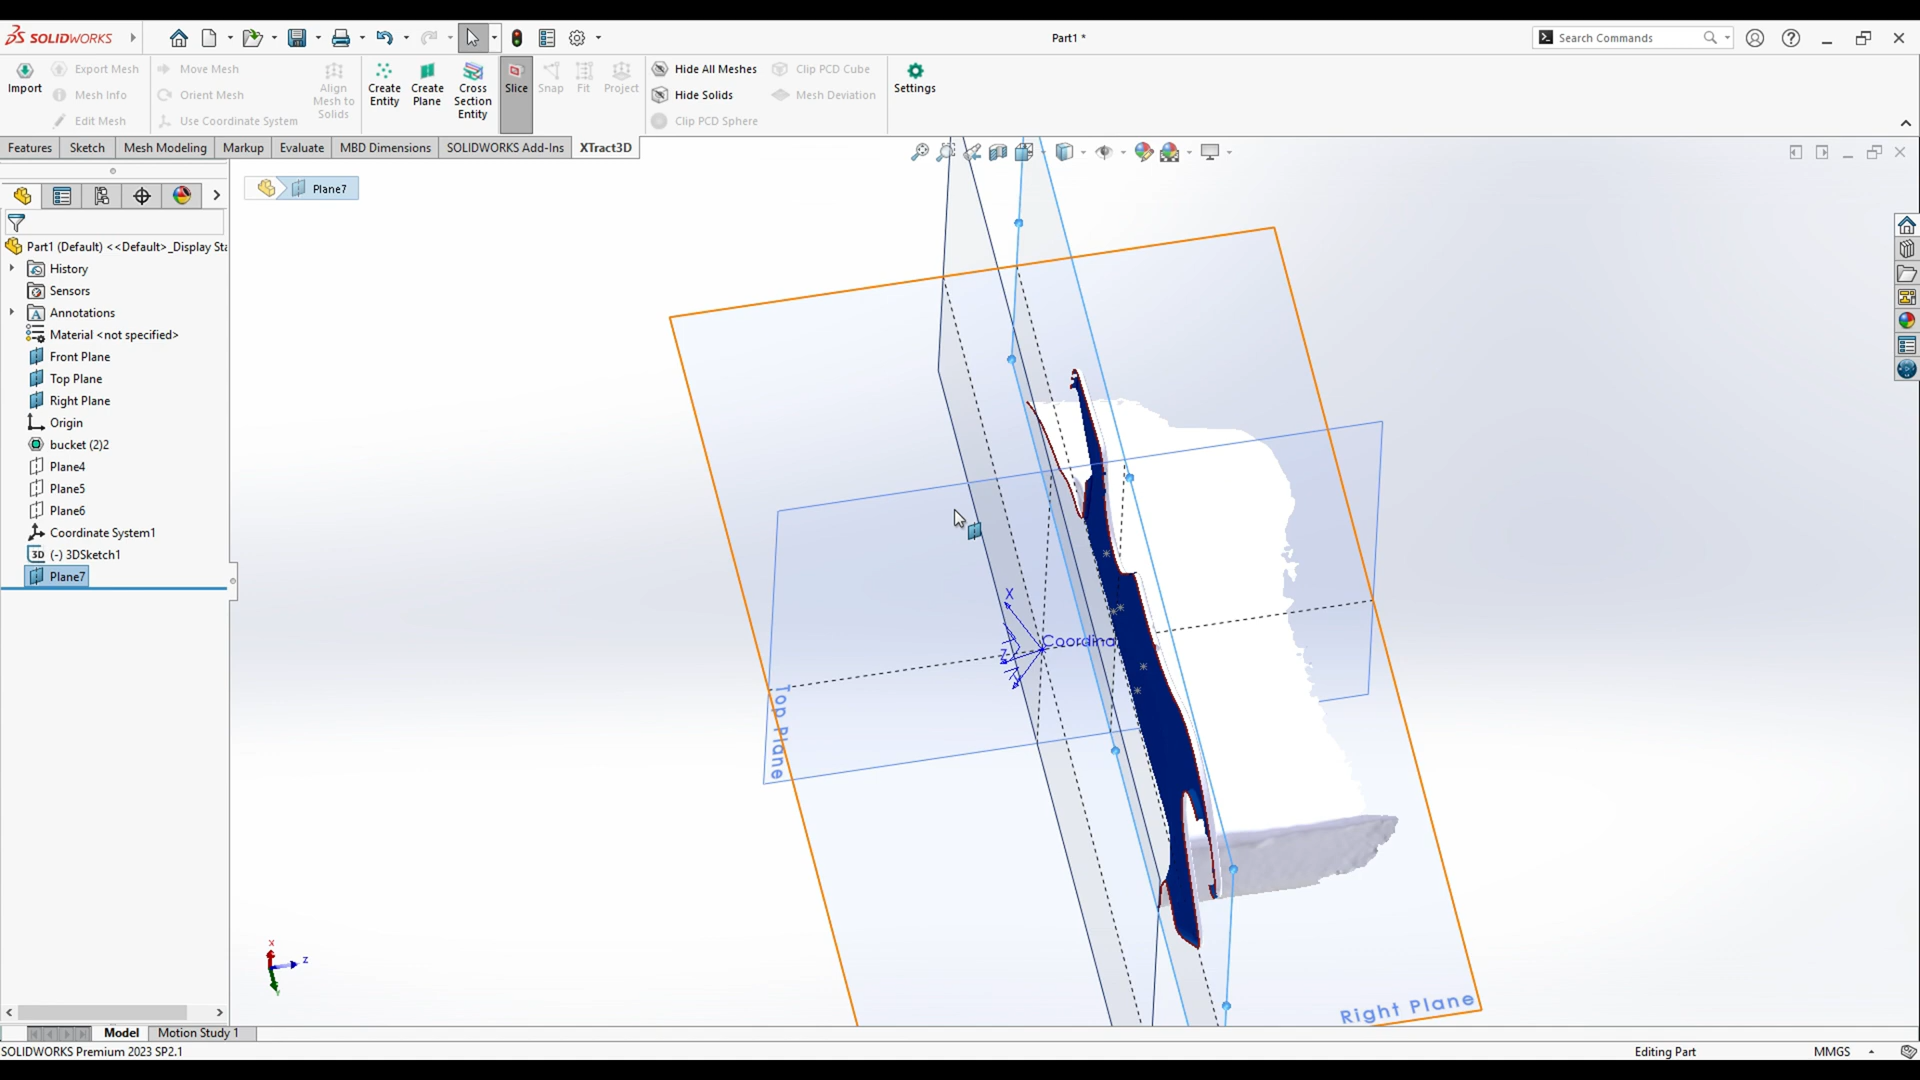 SOLIDWORKS
Part1 *
Search Commands
Import
Export Mesh
Mesh Info
Edit Mesh
Move Mesh
Orient Mesh
Use Coordinate System
Align
Mesh to
Solids
Create
Entity
Create
Plane
Cross
Section
Entity
Slice
Snap
Fit
Project
Hide All Meshes
Hide Solids
Clip PCD Sphere
Clip PCD Cube
Mesh Deviation
Settings
Features
Sketch
Mesh Modeling
Markup
Evaluate
MBD Dimensions
SOLIDWORKS Add-Ins
XTract3D
Plane7
Part1 (Default) <<Default>_Display Sta
History
Sensors
Annotations
Material <not specified>
Front Plane
Top Plane
Right Plane
Origin
bucket (2)2
Plane4
Plane5
Plane6
Coordinate System1
3D (-) 3DSketch1
Plane7
X
Z
Coordina
Top Plane
Right Plane
X
Z
Y
Model
Motion Study 1
SOLIDWORKS Premium 2023 SP2.1
Editing Part
MMGS